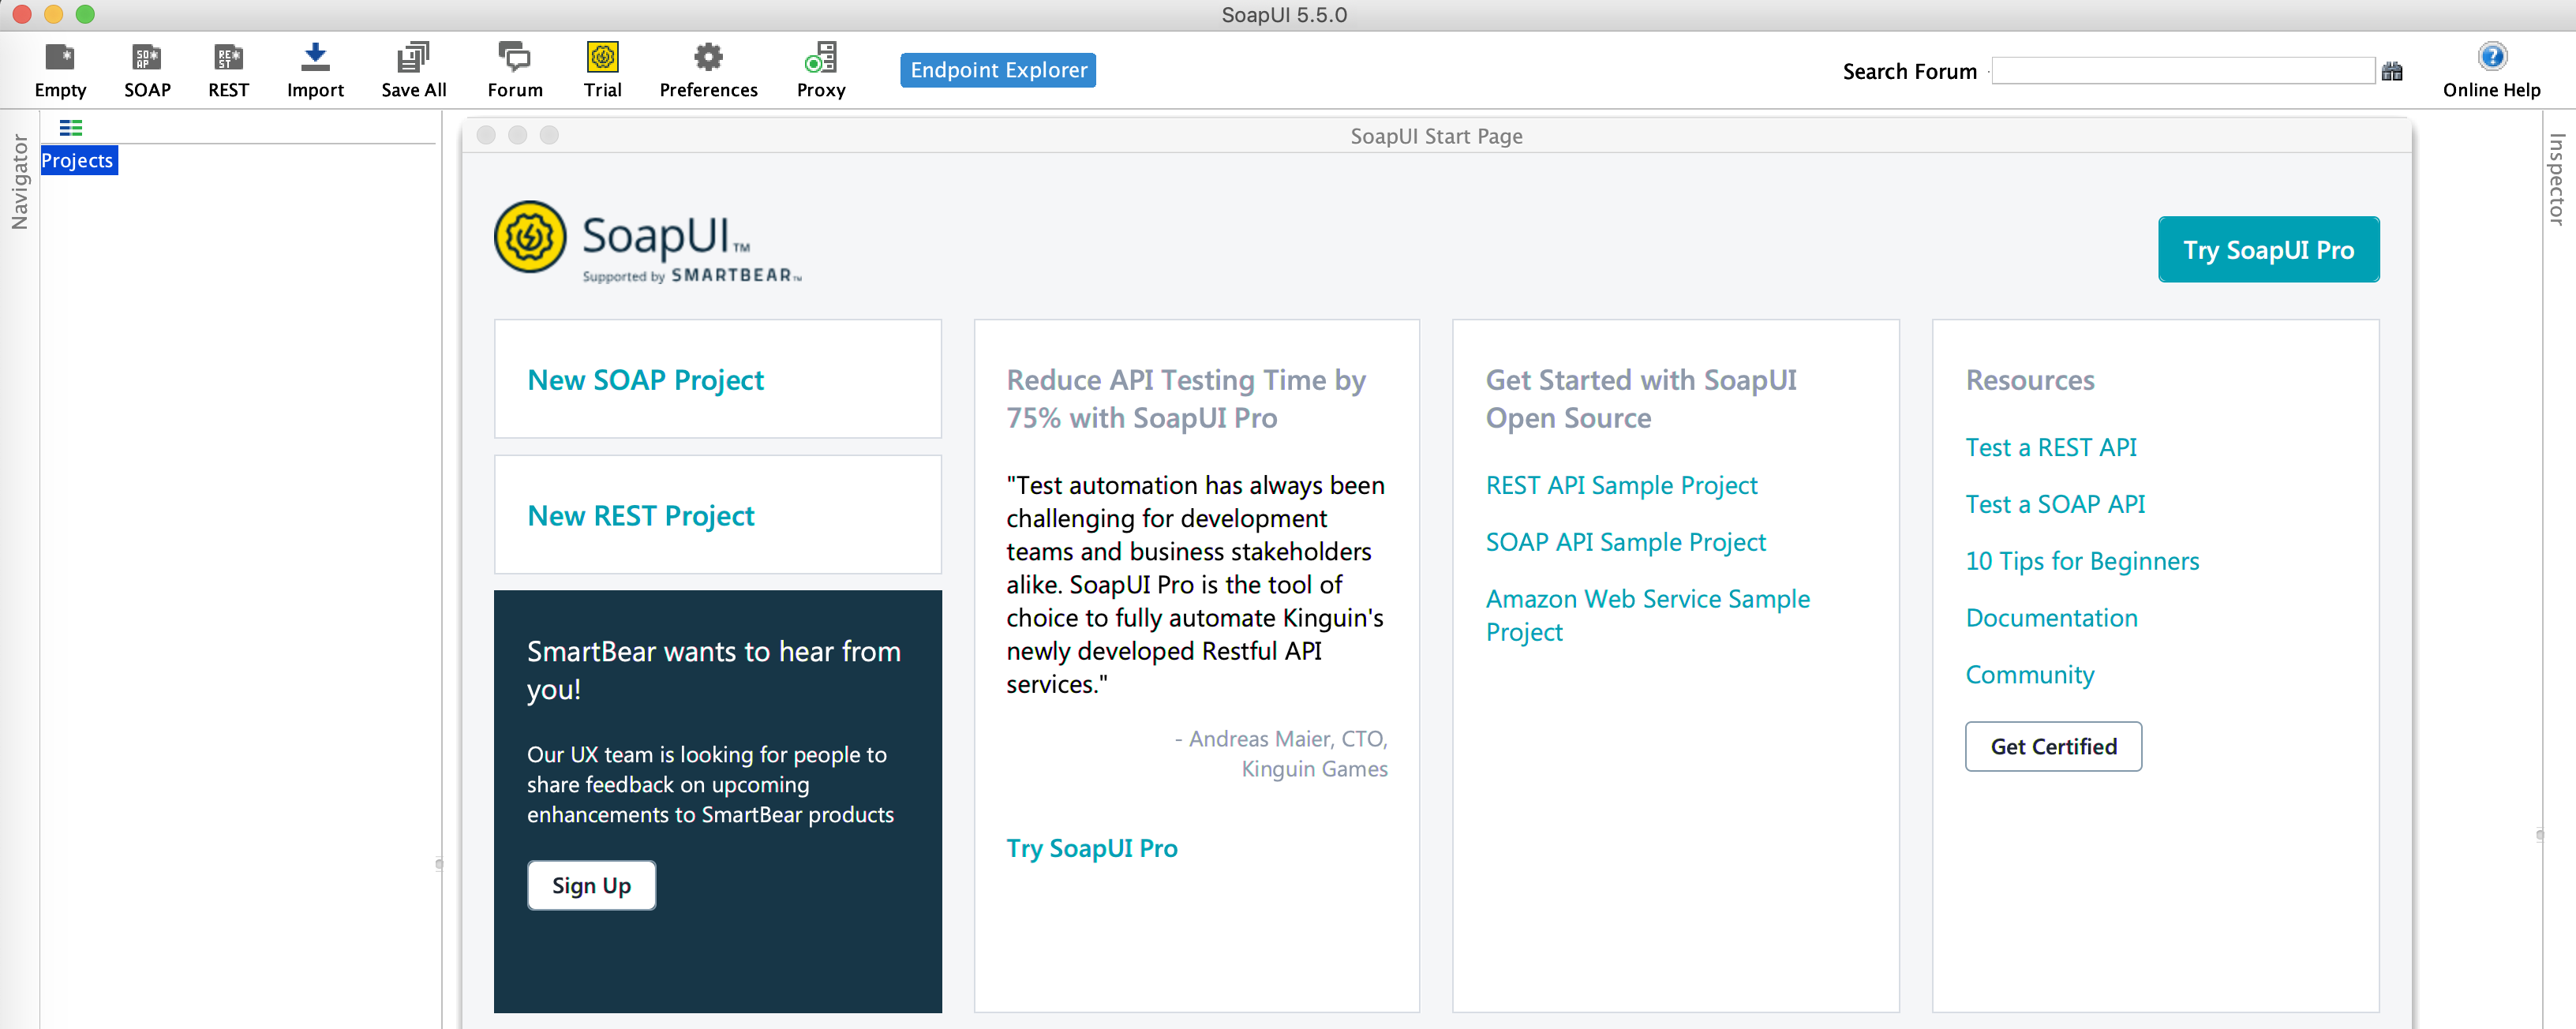 SoapUI 5.5.0
Empty
SOAP
REST
Import
Save All
Forum
Trial
Preferences
Proxy
Endpoint Explorer
Search Forum
Online Help
Navigator
Projects
Inspector
SoapUI Start Page
SoapUI™
Supported by SMARTBEAR™
Try SoapUI Pro
New SOAP Project
New REST Project
SmartBear wants to hear from
you!
Our UX team is looking for people to
share feedback on upcoming
enhancements to SmartBear products
Sign Up
Reduce API Testing Time by
75% with SoapUI Pro
"Test automation has always been
challenging for development
teams and business stakeholders
alike. SoapUI Pro is the tool of
choice to fully automate Kinguin's
newly developed Restful API
services."
- Andreas Maier, CTO,
Kinguin Games
Try SoapUI Pro
Get Started with SoapUI
Open Source
REST API Sample Project
SOAP API Sample Project
Amazon Web Service Sample
Project
Resources
Test a REST API
Test a SOAP API
10 Tips for Beginners
Documentation
Community
Get Certified